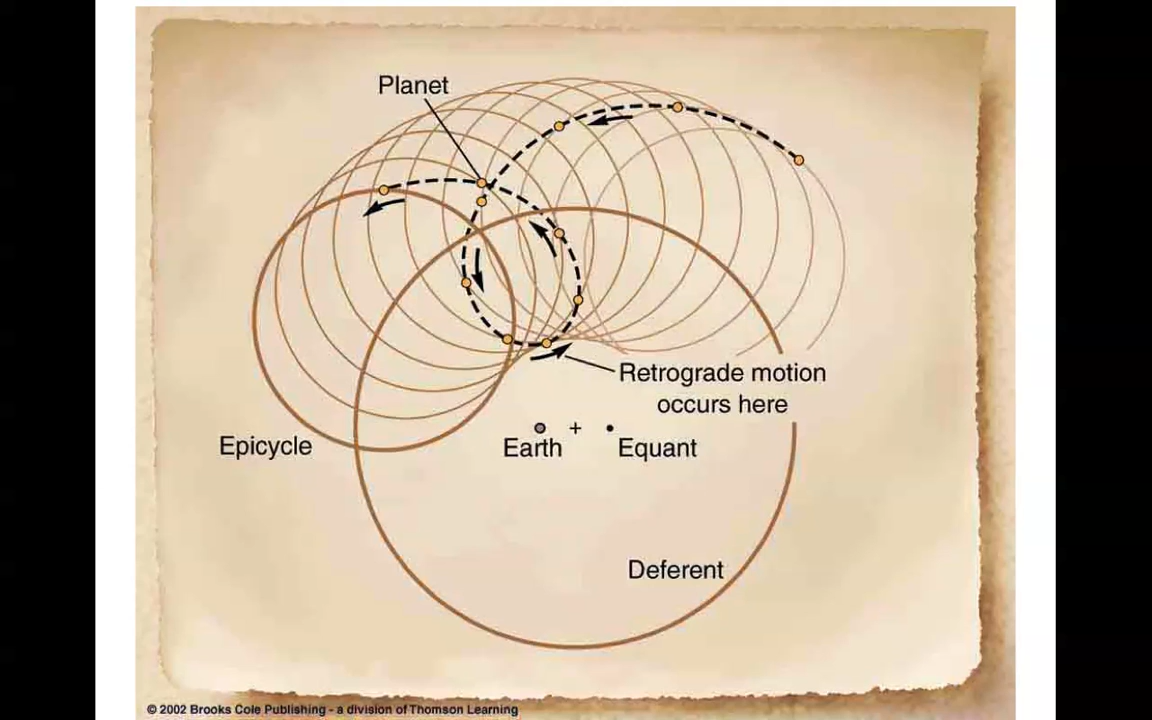 Planet
Retrograde motion
occurs here
Epicycle
Earth
+
Equant
Deferent
© 2002 Brooks Cole Publishing - a division of Thomson Learning